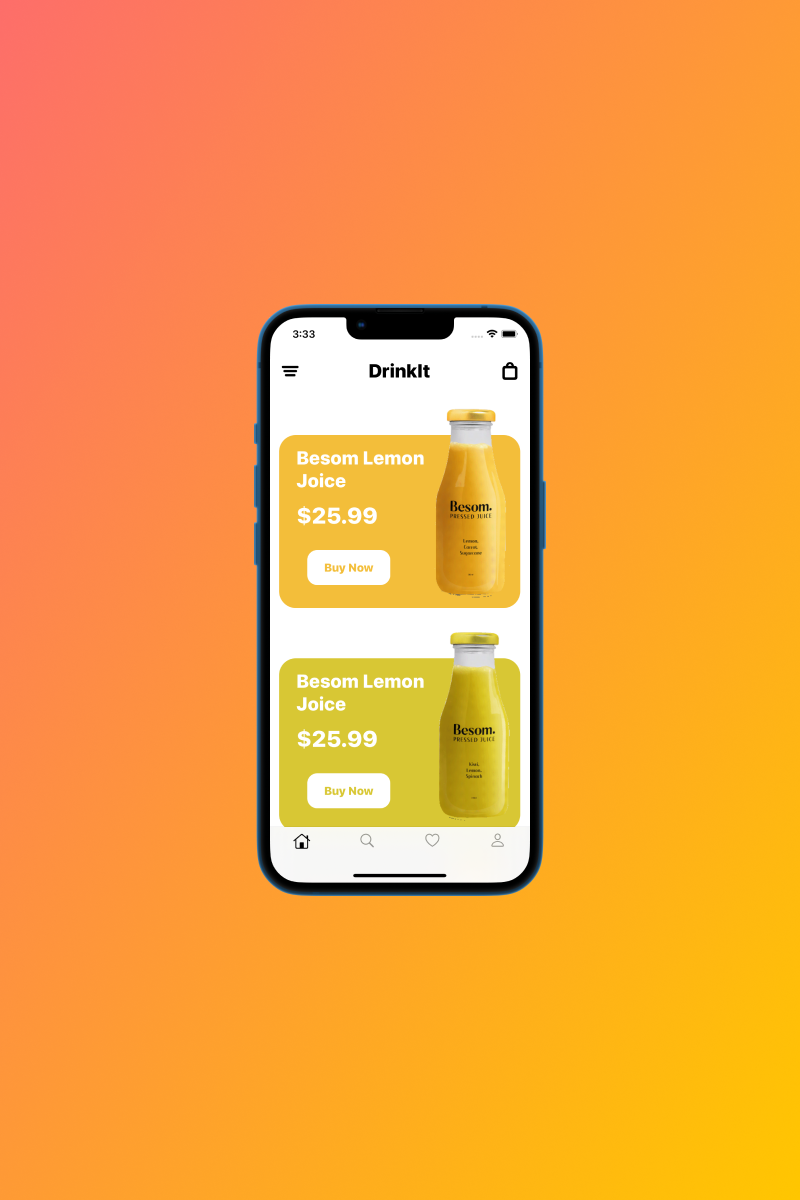 3:33
DrinkIt
Besom Lemon
Joice
$25.99
Buy Now
Besom.
PRESSED JUICE
Lemon,
Sugarcane
Besom Lemon
Joice
$25.99
Buy Now
Besom.
PRESSED JUICE
Kiwi,
Lemon,
Spinach